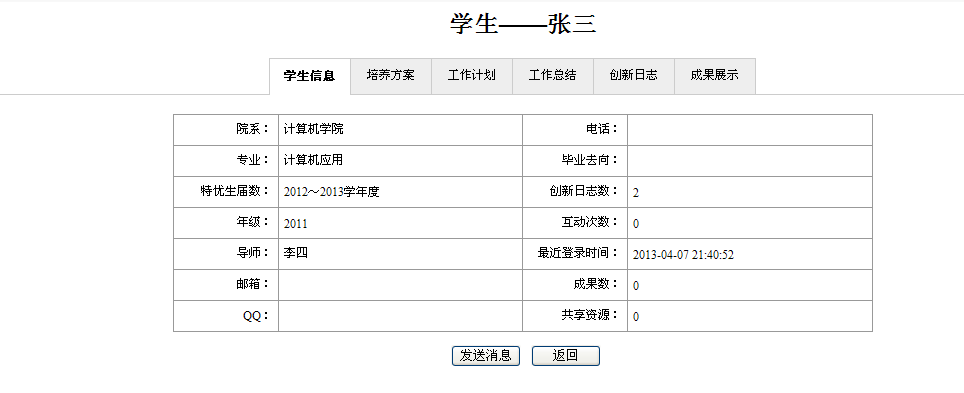 学生——张三
学生信息 培养方案 工作计划 工作总结 创新日志 成果展示
院系： 计算机学院 电话：
专业： 计算机应用 毕业去向：
特优生届数： 2012～2013学年度 创新日志数： 2
年级： 2011 互动次数： 0
导师： 李四 最近登录时间： 2013-04-07 21:40:52
邮箱： 成果数： 0
QQ： 共享资源： 0
发送消息 返回